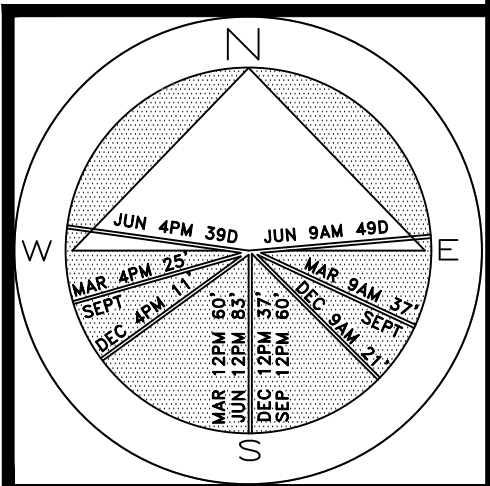 N
JUN 4PM 39D
JUN 9AM 49D
W
E
MAR 4PM 25'
SEPT
DEC 4PM 11'
MAR 9AM 37'
SEPT
DEC 9AM 21'
MAR 12PM 60'
JUN 12PM 83'
DEC 12PM 37'
SEP 12PM 60'
S